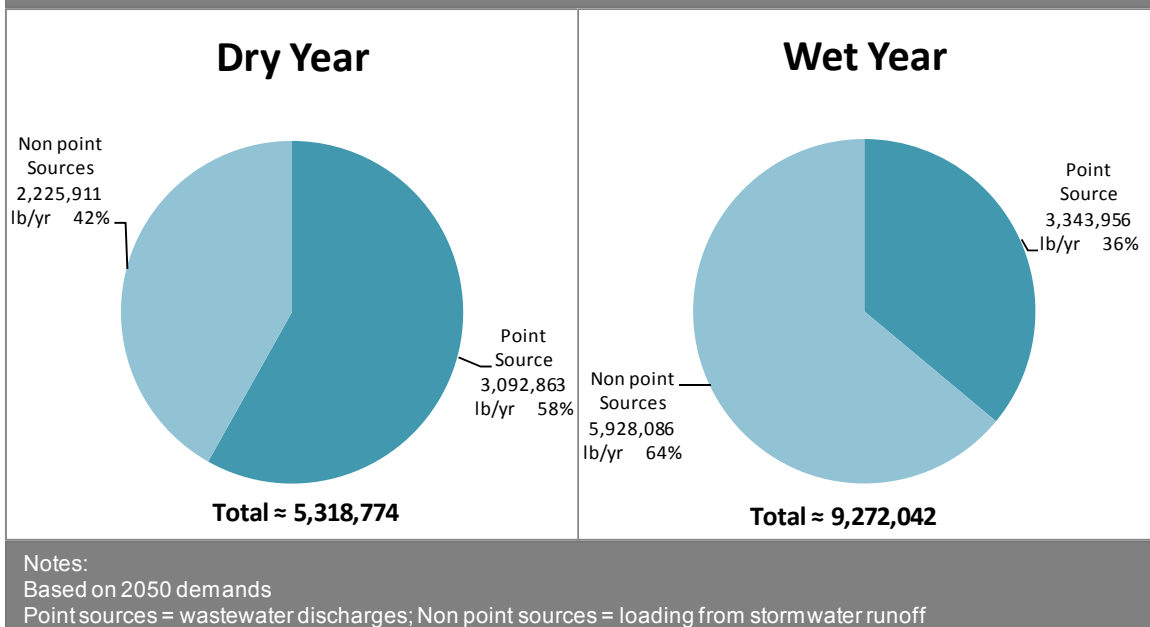 Dry Year
Non point
Sources
2,225,911
lb/yr 42%
Point
Source
3,092,863
lb/yr 58%
Total ≈ 5,318,774
Wet Year
Point
Source
3,343,956
lb/yr 36%
Non point
Sources
5,928,086
lb/yr 64%
Total ≈ 9,272,042
Notes:
Based on 2050 demands
Point sources = wastewater discharges; Non point sources = loading from stormwater runoff